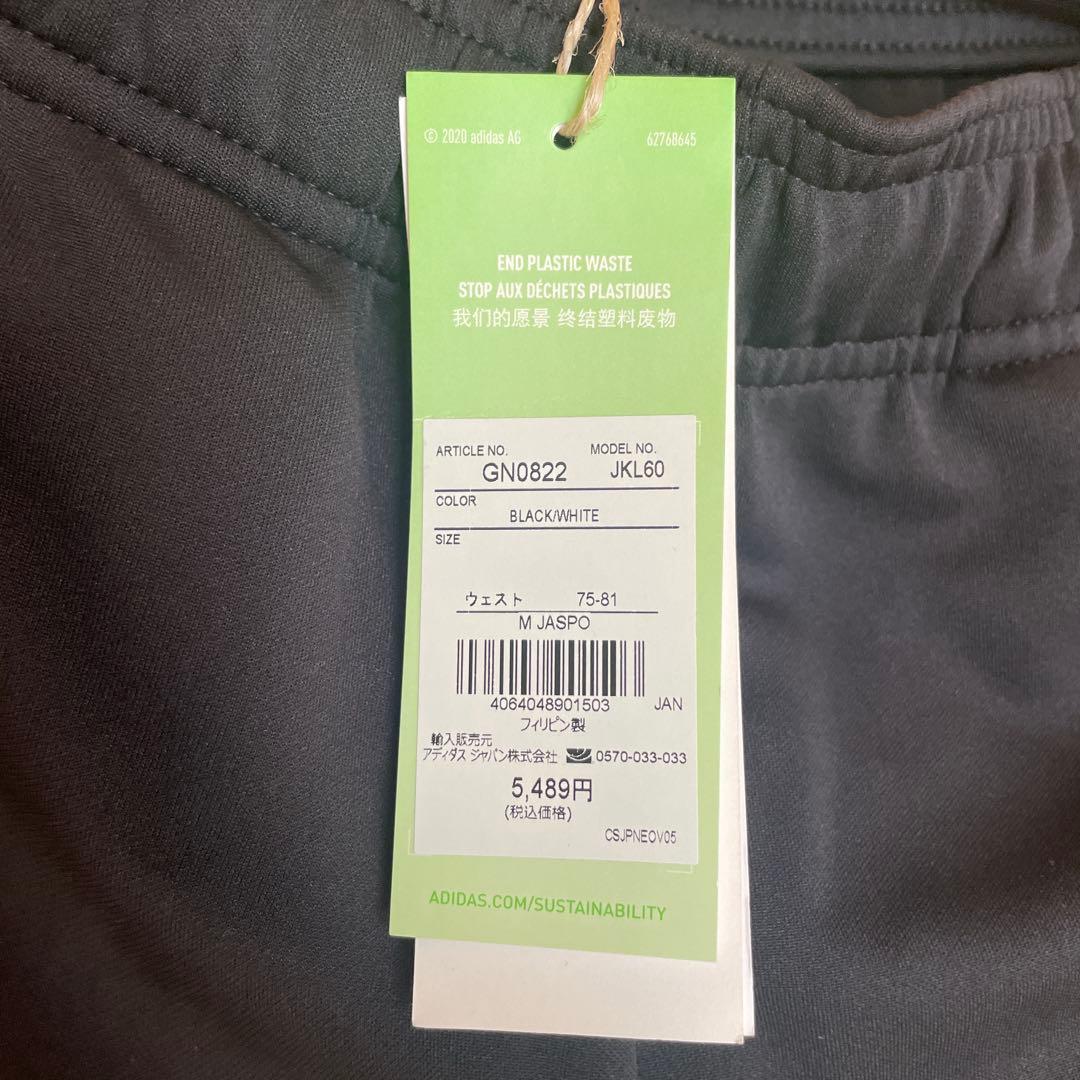 © 2020 adidas AG 62768645
END PLASTIC WASTE
STOP AUX DÉCHETS PLASTIQUES
我们的愿景 终结塑料废物
ARTICLE NO. MODEL NO.
GN0822 JKL60
COLOR
BLACK/WHITE
SIZE
ウェスト 75-81
M JASPO
4064048901503 JAN
フィリピン製
輸入販売元
アディダス ジャパン株式会社 0570-033-033
5,489円
(税込価格)
CSJPNEOV05
ADIDAS.COM/SUSTAINABILITY